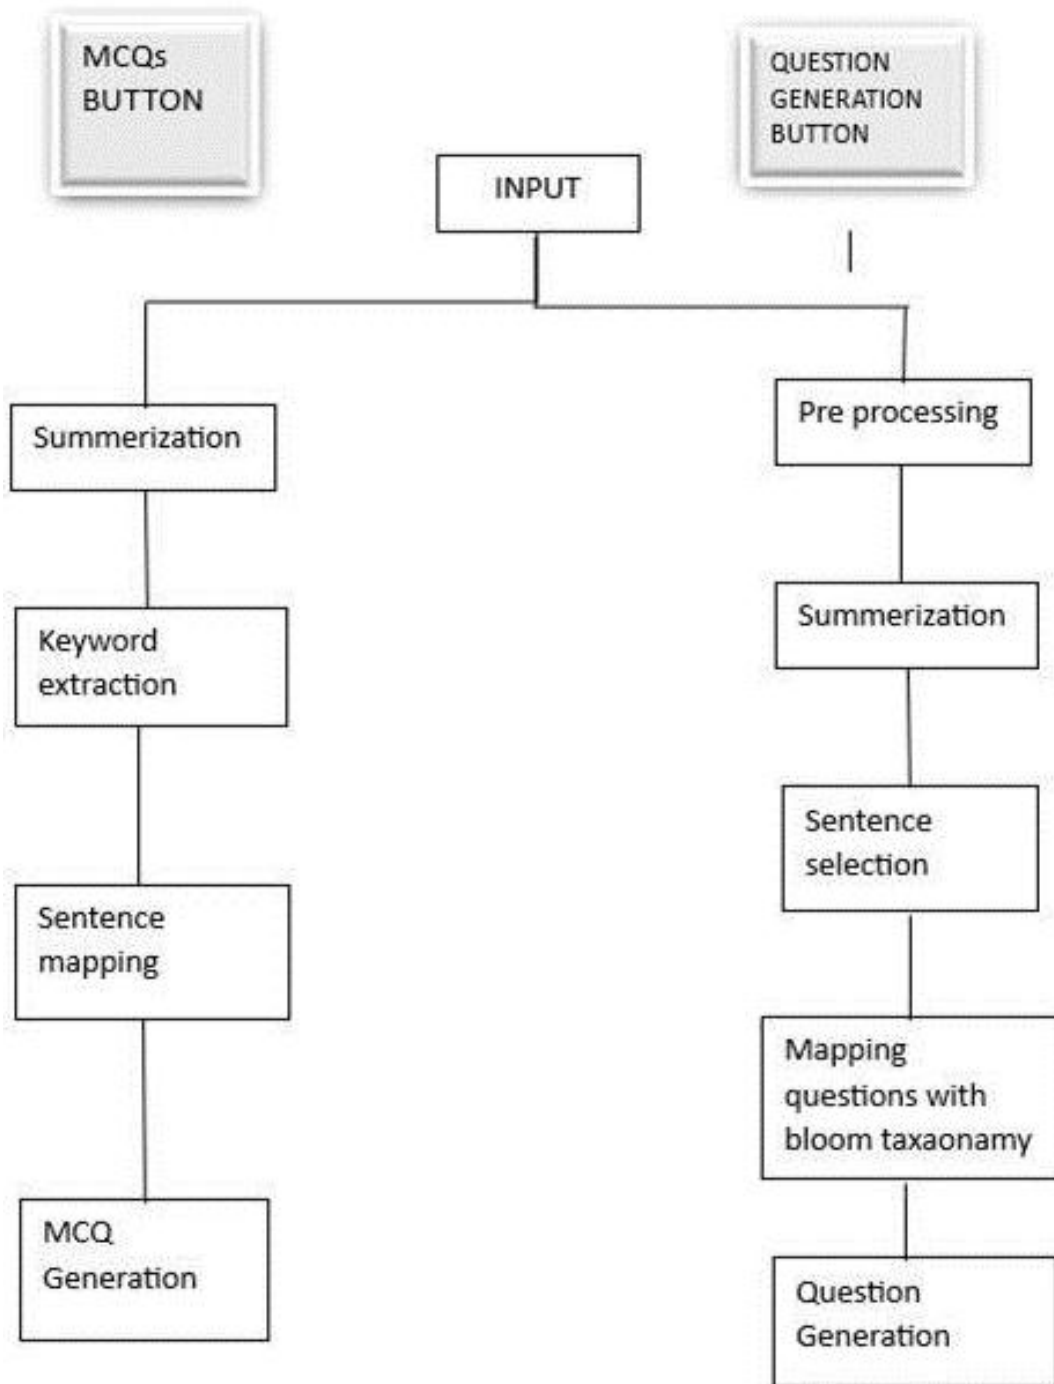 MCQs
BUTTON
QUESTION
GENERATION
BUTTON
INPUT
Summerization
Keyword
extraction
Sentence
mapping
MCQ
Generation
Pre processing
Summerization
Sentence
selection
Mapping
questions with
bloom taxaonamy
Question
Generation